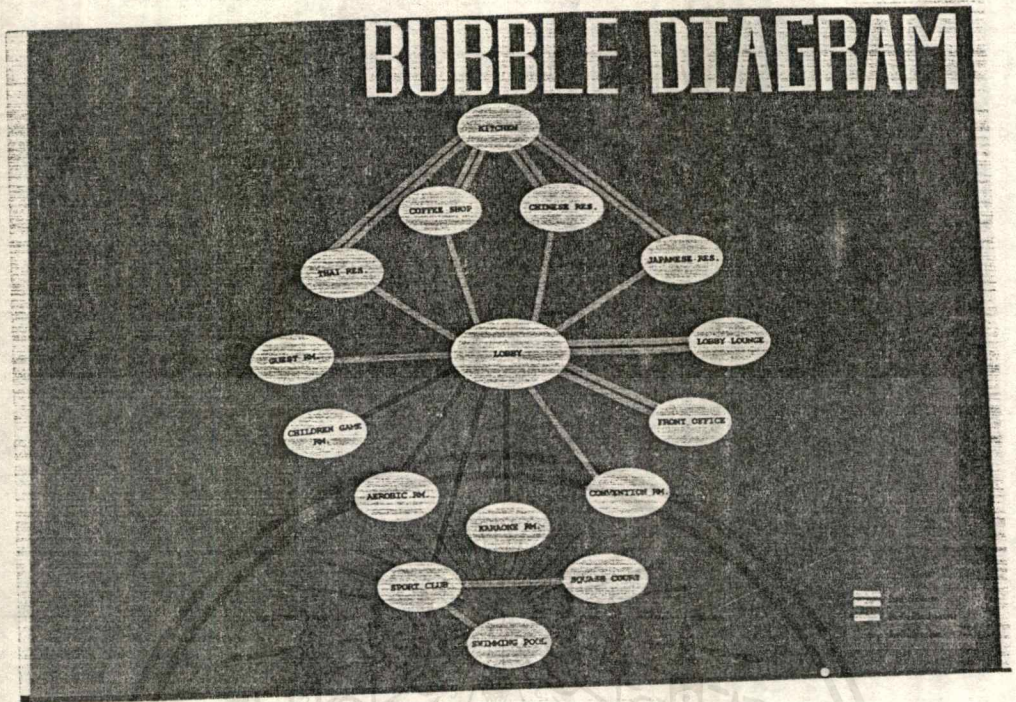 BUBBLE DIAGRAM
KITCHEN
COFFEE SHOP
CHINESE RES.
THAI RES.
JAPANESE RES.
GUEST RM.
LOBBY
LOBBY LOUNGE
CHILDREN GAME
RM.
FRONT OFFICE
AEROBIC RM.
CONVENTION RM.
KARAOKE RM.
SPORT CLUB
SQUASH COURT
SWIMMING POOL